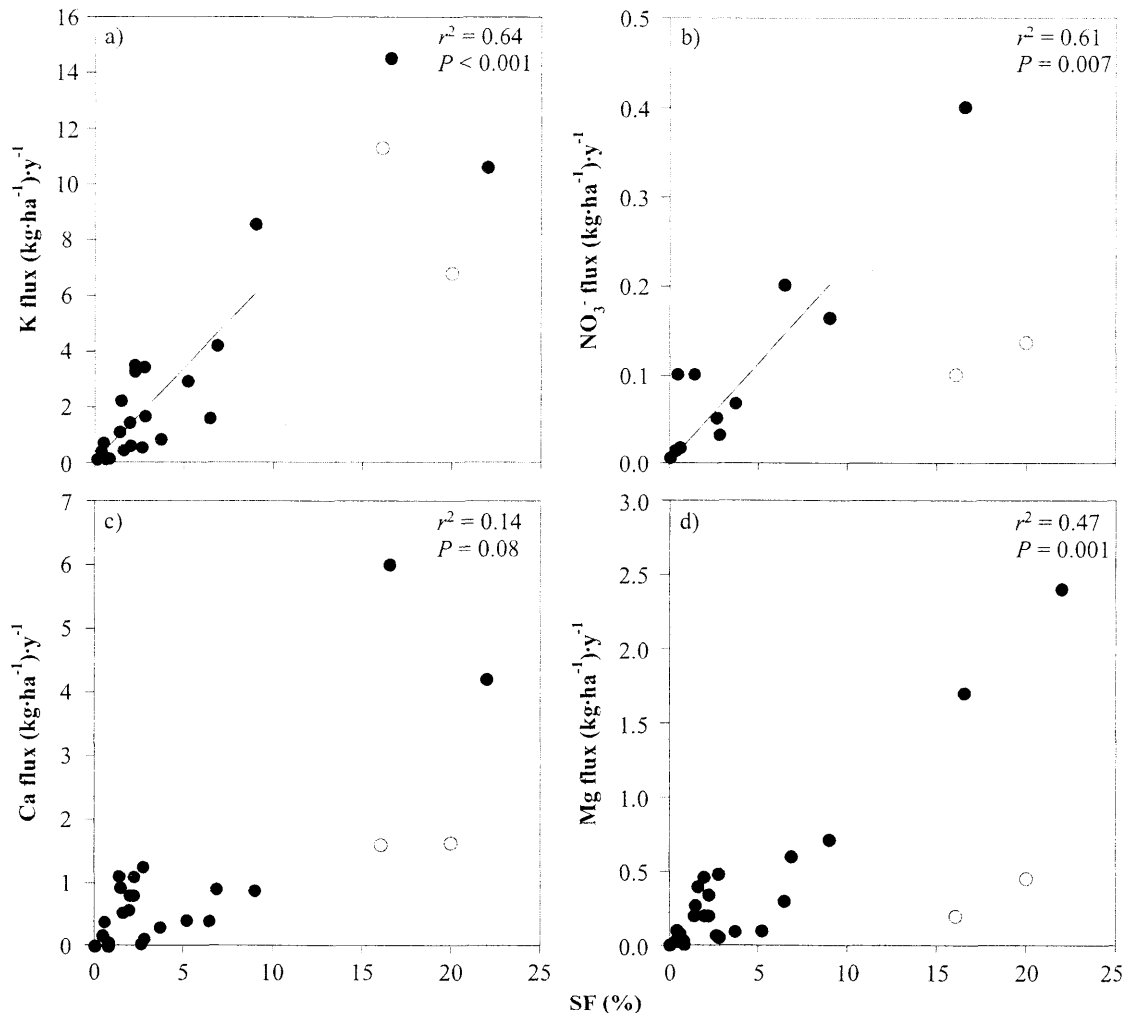 a)
r² = 0.64
P < 0.001
K flux (kg·ha⁻¹)·y⁻¹
16
14
12
10
8
6
4
2
0
b)
r² = 0.61
P = 0.007
NO₃⁻ flux (kg·ha⁻¹)·y⁻¹
0.5
0.4
0.3
0.2
0.1
0.0
c)
r² = 0.14
P = 0.08
Ca flux (kg·ha⁻¹)·y⁻¹
7
6
5
4
3
2
1
0
0 5 10 15 20 25
d)
r² = 0.47
P = 0.001
Mg flux (kg·ha⁻¹)·y⁻¹
3.0
2.5
2.0
1.5
1.0
0.5
0.0
0 5 10 15 20 25
SF (%)